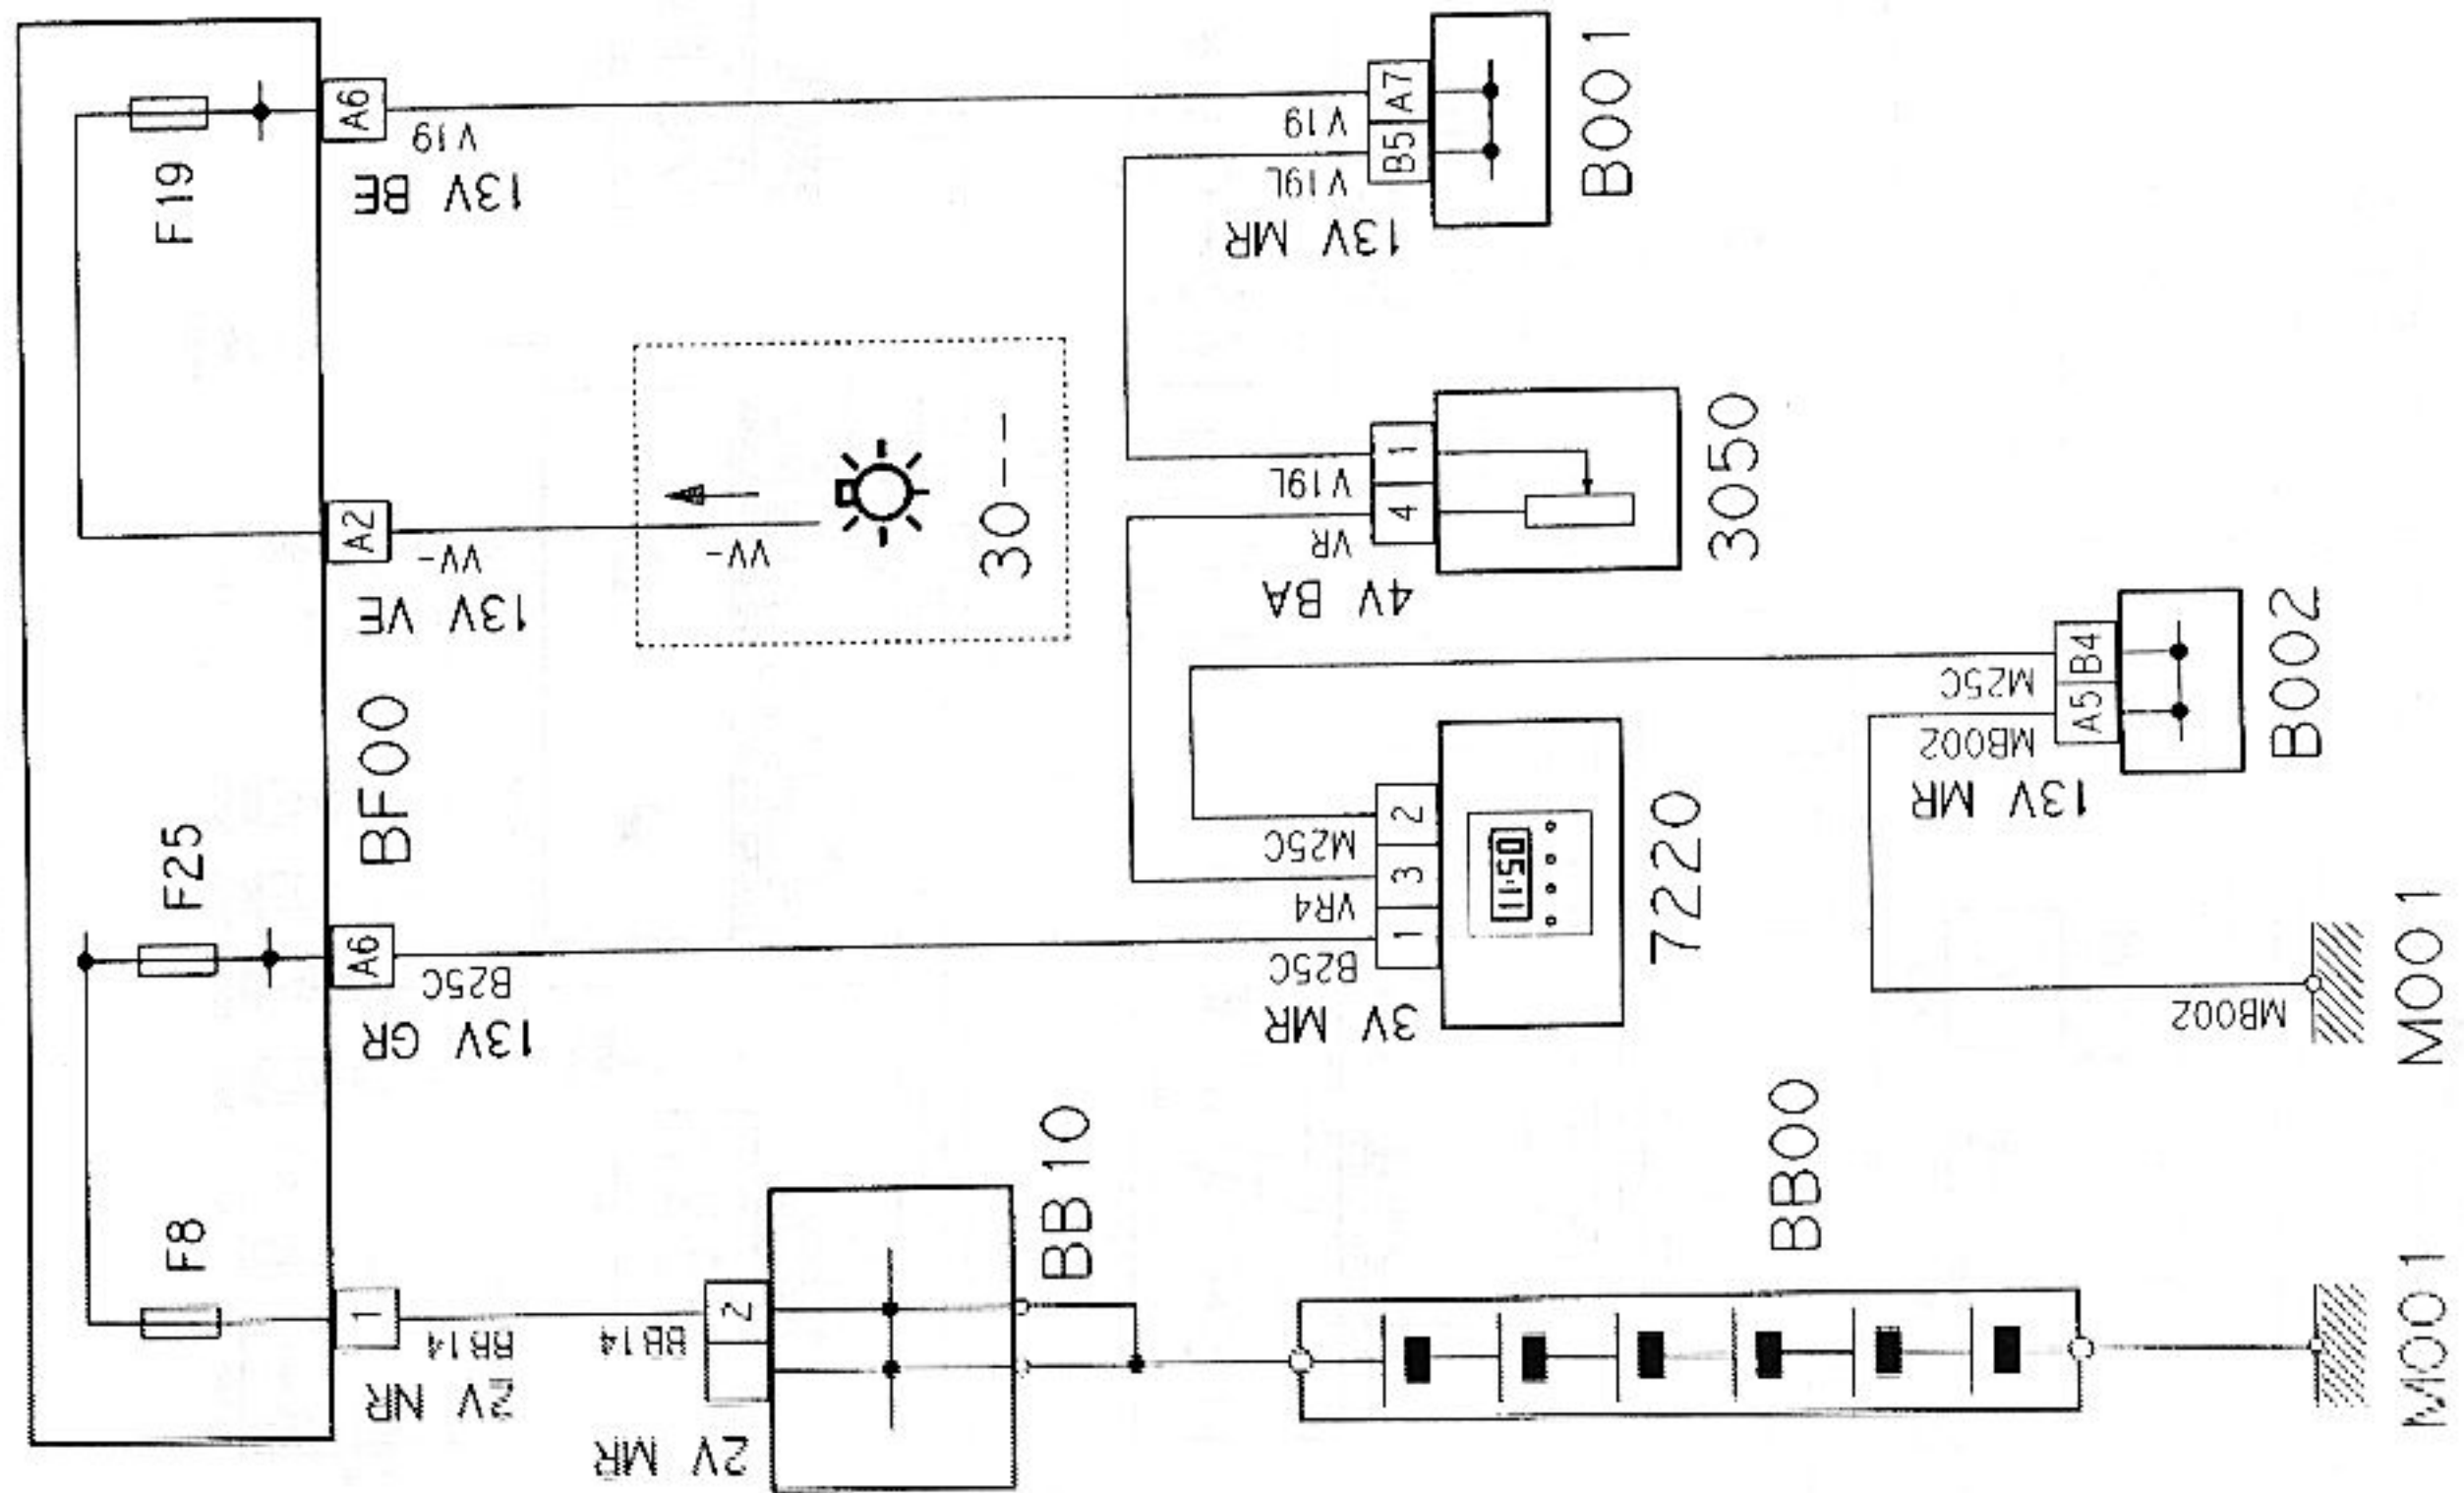 F19
A6
V19
13V BE
A2
VV-
13V VE
BF00
F25
A6
B25C
13V GR
F8
1
BB14
2V NR
VV-
30---
BB14
2
2V MR
BB10
V19
A7
V19L
B5
13V MR
B001
V19L
1
VR
4
4V BA
3050
M25C
2
VR4
3
B25C
1
3V MR
11:50
7220
M25C
B4
MB002
A5
13V MR
B002
BB00
MB002
M001
M001